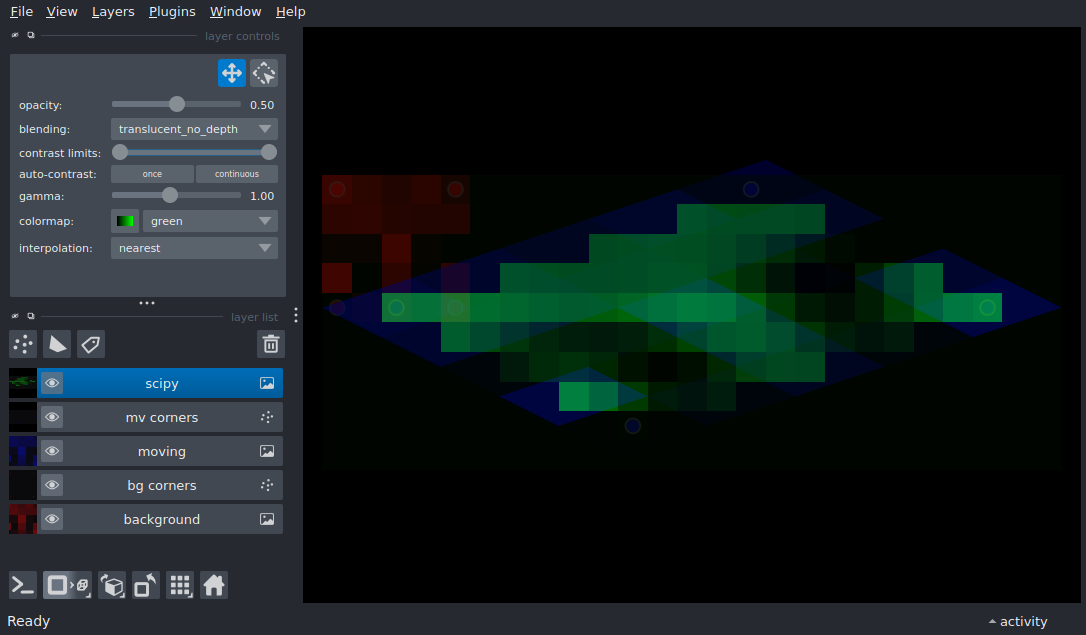 File View Layers Plugins Window Help
layer controls
opacity: 0.50
blending: translucent_no_depth
contrast limits:
auto-contrast: once continuous
gamma: 1.00
colormap: green
interpolation: nearest
layer list
scipy
mv corners
moving
bg corners
background
Ready
activity